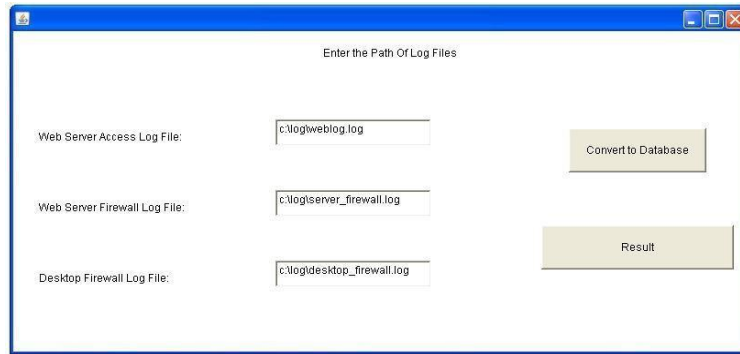 Enter the Path Of Log Files
Web Server Access Log File:
c:\log\weblog.log
Convert to Database
Web Server Firewall Log File:
c:\log\server_firewall.log
Result
Desktop Firewall Log File:
c:\log\desktop_firewall.log